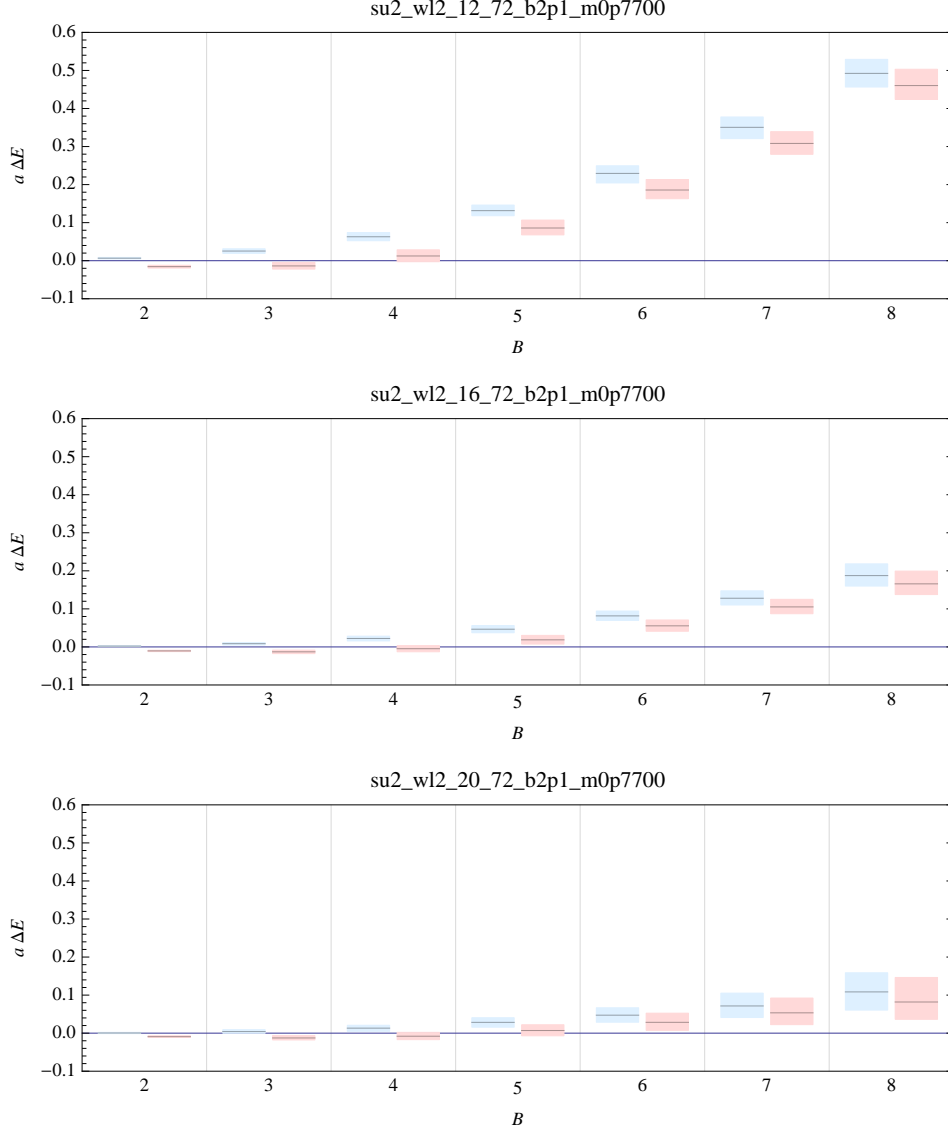 su2_wl2_12_72_b2p1_m0p7700
0.6
0.5
0.4
0.3
0.2
0.1
0.0
−0.1
a ΔE
2 3 4 5 6 7 8
B
su2_wl2_16_72_b2p1_m0p7700
0.6
0.5
0.4
0.3
0.2
0.1
0.0
−0.1
a ΔE
2 3 4 5 6 7 8
B
su2_wl2_20_72_b2p1_m0p7700
0.6
0.5
0.4
0.3
0.2
0.1
0.0
−0.1
a ΔE
2 3 4 5 6 7 8
B